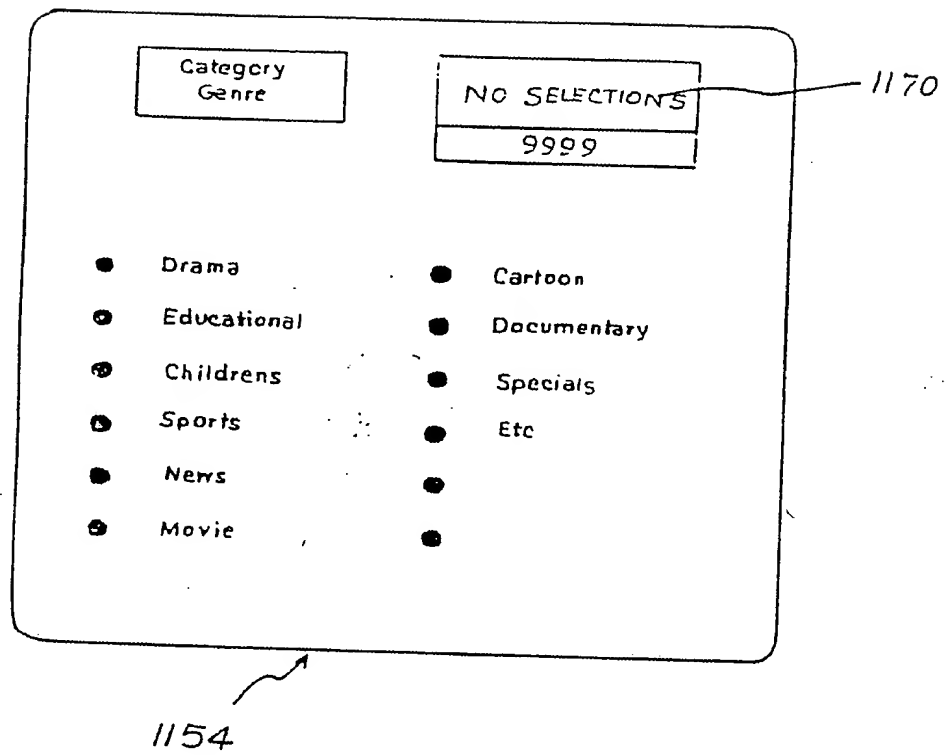 Category
Genre
NO SELECTIONS
9999
1170
Drama
Educational
Childrens
Sports
News
Movie
Cartoon
Documentary
Specials
Etc
1154